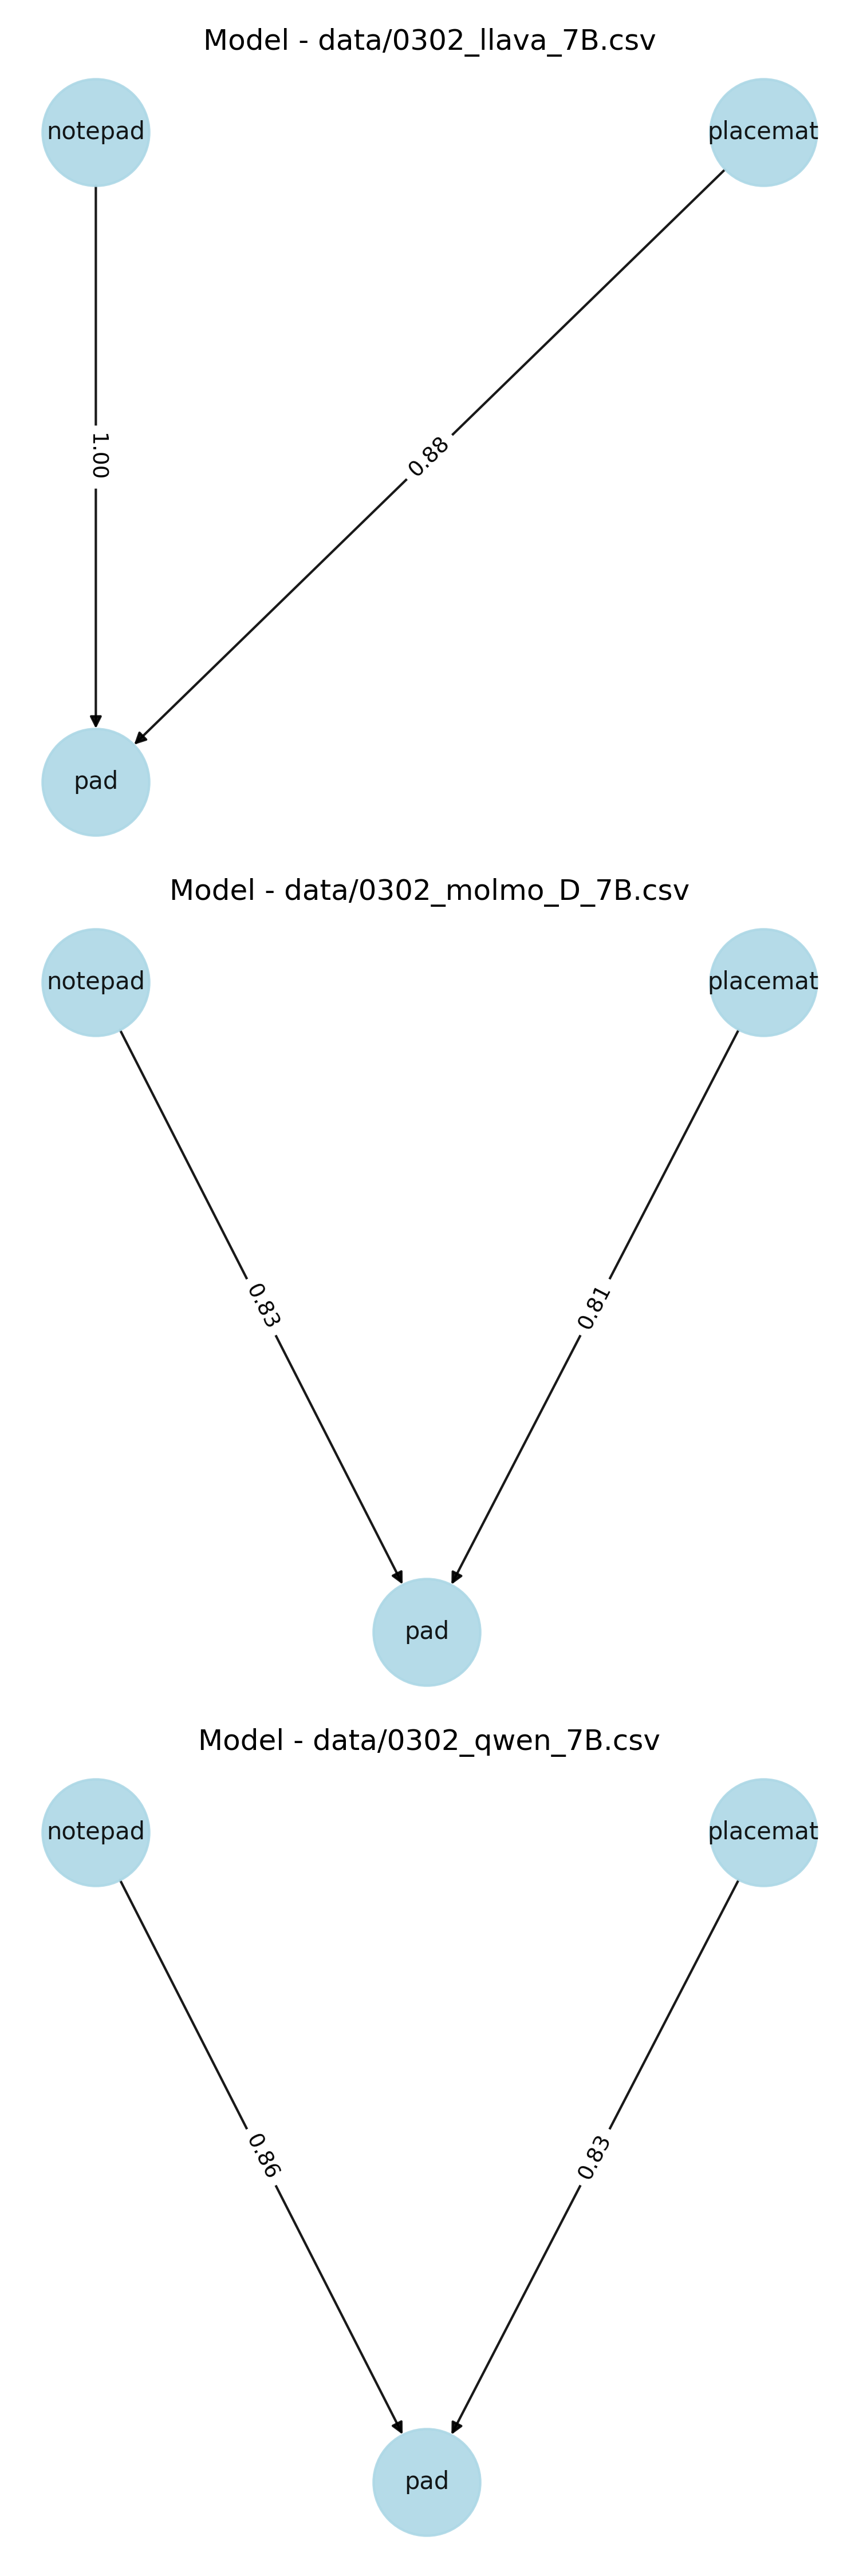 Model - data/0302_llava_7B.csv
notepad
placemat
1.00
0.88
pad
Model - data/0302_molmo_D_7B.csv
notepad
placemat
0.83
0.81
pad
Model - data/0302_qwen_7B.csv
notepad
placemat
0.86
0.83
pad